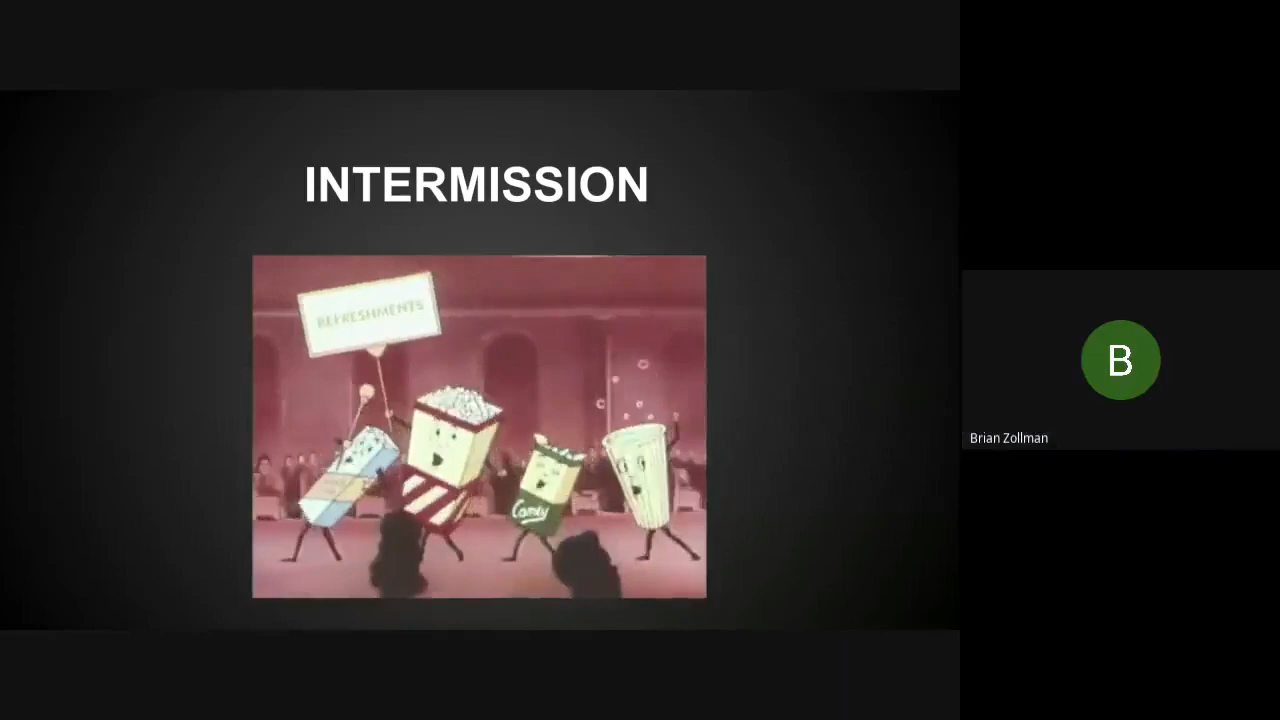 INTERMISSION
REFRESHMENTS
Candy
B
Brian Zollman